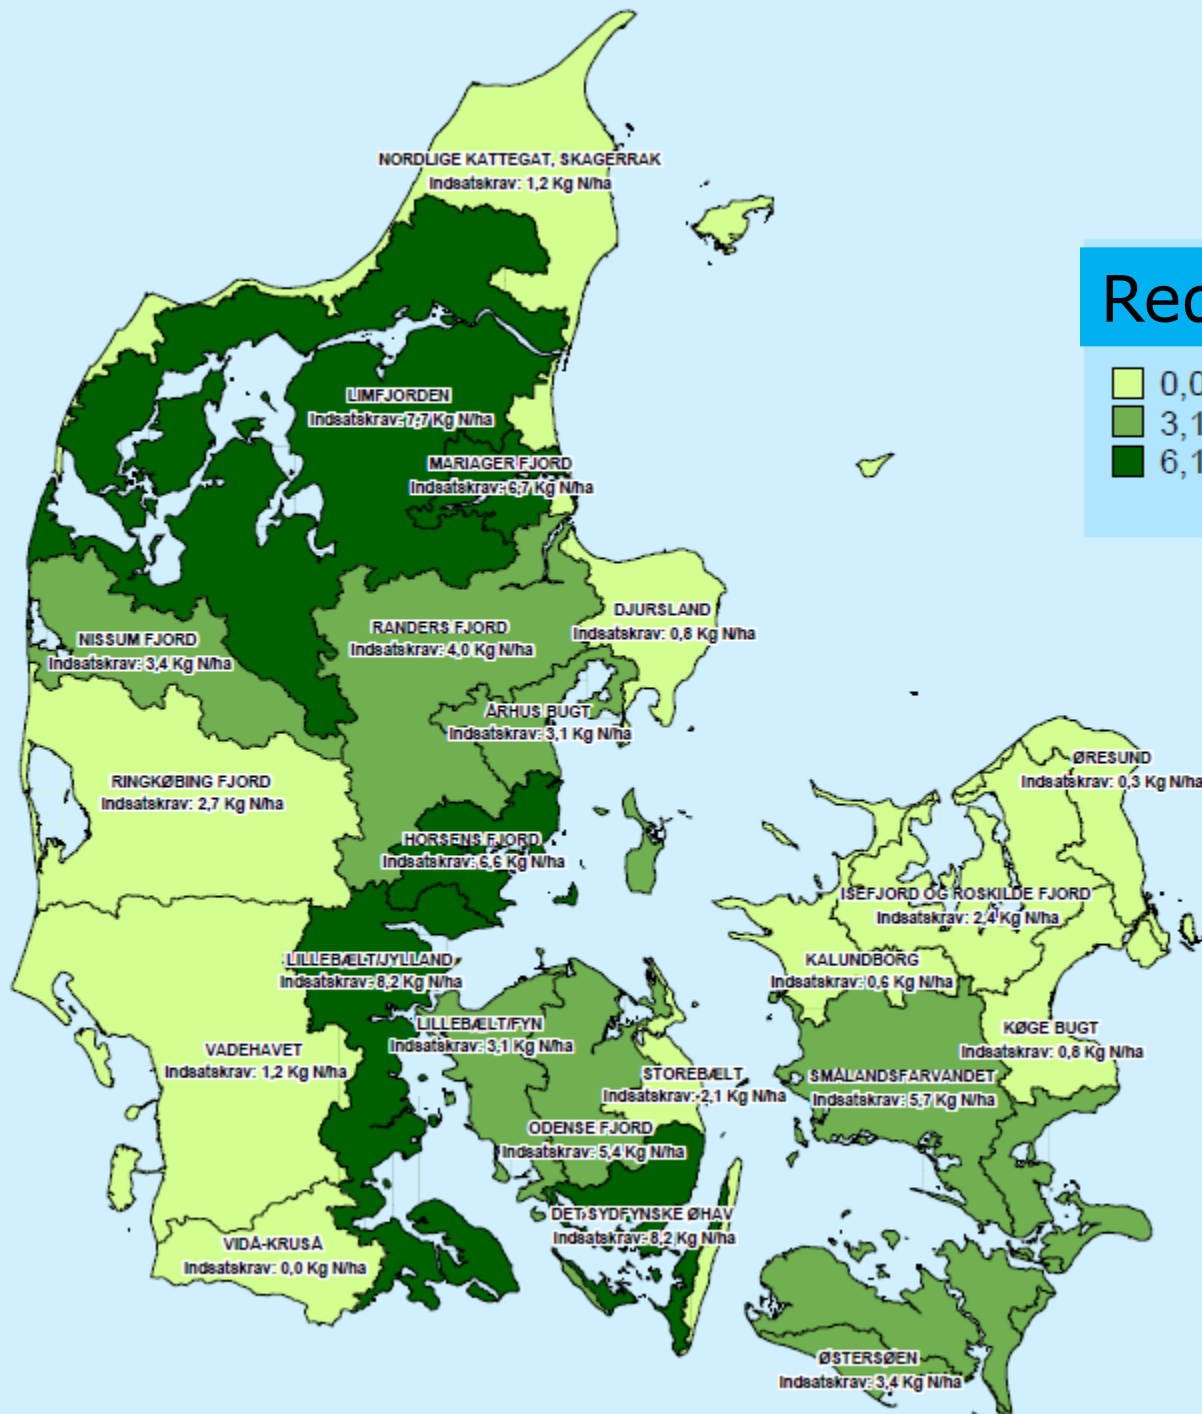 NORDLIGE KATTEGAT, SKAGERRAK
Indsatskrav: 1,2 Kg N/ha
Red
0,0
3,1
6,1
LIMFJORDEN
Indsatskrav: 7,7 Kg N/ha
MARIAGER FJORD
Indsatskrav: 6,7 Kg N/ha
DJURSLAND
Indsatskrav: 0,8 Kg N/ha
NISSUM FJORD
Indsatskrav: 3,4 Kg N/ha
RANDERS FJORD
Indsatskrav: 4,0 Kg N/ha
ÅRHUS BUGT
Indsatskrav: 3,1 Kg N/ha
RINGKØBING FJORD
Indsatskrav: 2,7 Kg N/ha
ØRESUND
Indsatskrav: 0,3 Kg N/ha
HORSENS FJORD
Indsatskrav: 6,6 Kg N/ha
ISEFJORD OG ROSKILDE FJORD
Indsatskrav: 2,4 Kg N/ha
LILLEBÆLT/JYLLAND
Indsatskrav: 8,2 Kg N/ha
KALUNDBORG
Indsatskrav: 0,6 Kg N/ha
LILLEBÆLT/FYN
Indsatskrav: 3,1 Kg N/ha
KØGE BUGT
Indsatskrav: 0,8 Kg N/ha
VADEHAVET
Indsatskrav: 1,2 Kg N/ha
STOREBÆLT
Indsatskrav: 2,1 Kg N/ha
SMÅLANDSFARVANDET
Indsatskrav: 5,7 Kg N/ha
ODENSE FJORD
Indsatskrav: 5,4 Kg N/ha
DET SYDFYNSKE ØHAV
Indsatskrav: 8,2 Kg N/ha
VIDÅ-KRUSÅ
Indsatskrav: 0,0 Kg N/ha
ØSTERSØEN
Indsatskrav: 3,4 Kg N/ha